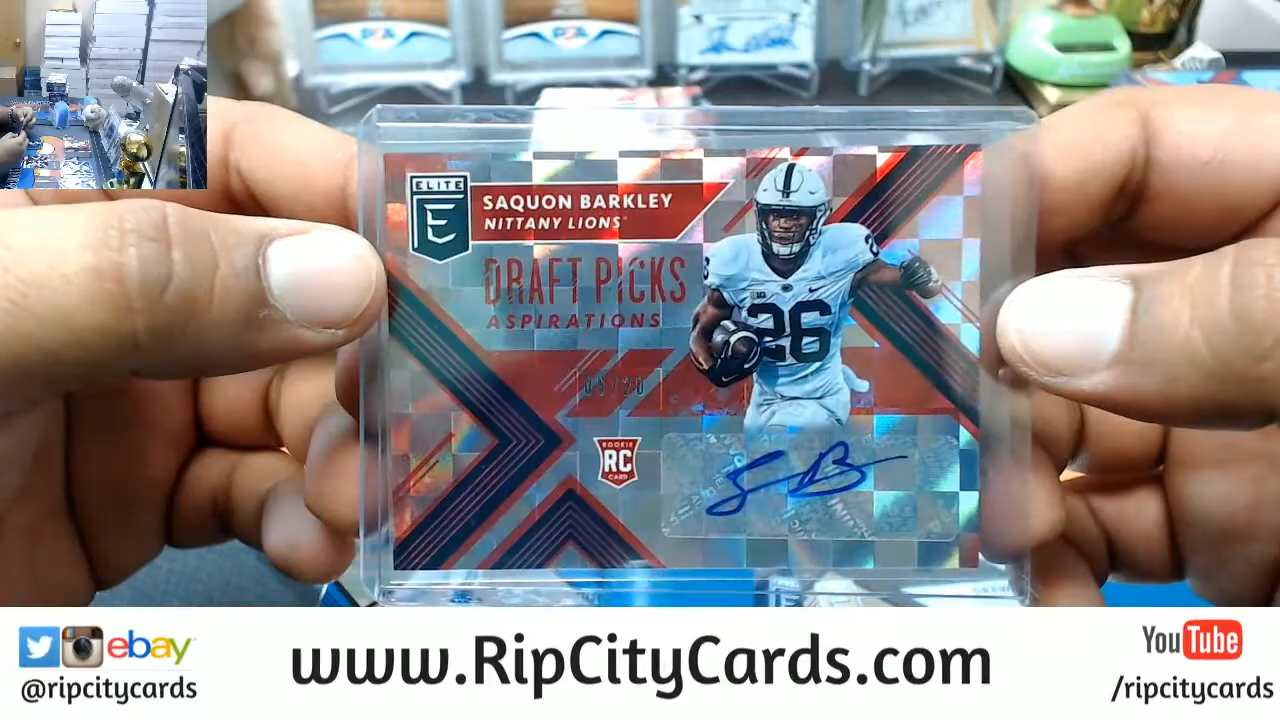 ELITE
E
SAQUON BARKLEY
NITTANY LIONS
DRAFT PICKS
ASPIRATIONS
26
ROOKIE
RC
CARD
ebay
@ripcitycards
www.RipCityCards.com
YouTube
/ripcitycards